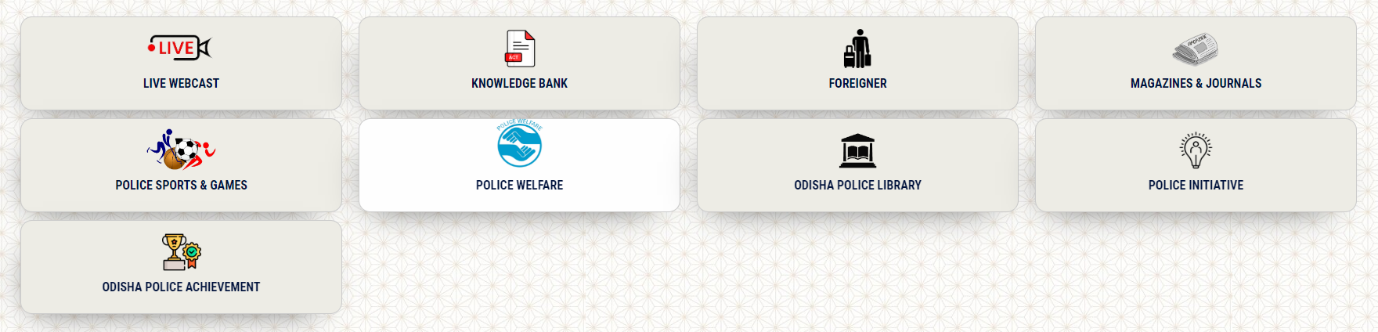 LIVE
LIVE WEBCAST
ACT
KNOWLEDGE BANK
FOREIGNER
MAGAZINES & JOURNALS
POLICE SPORTS & GAMES
POLICE WELFARE
POLICE WELFARE
ODISHA POLICE LIBRARY
POLICE INITIATIVE
ODISHA POLICE ACHIEVEMENT